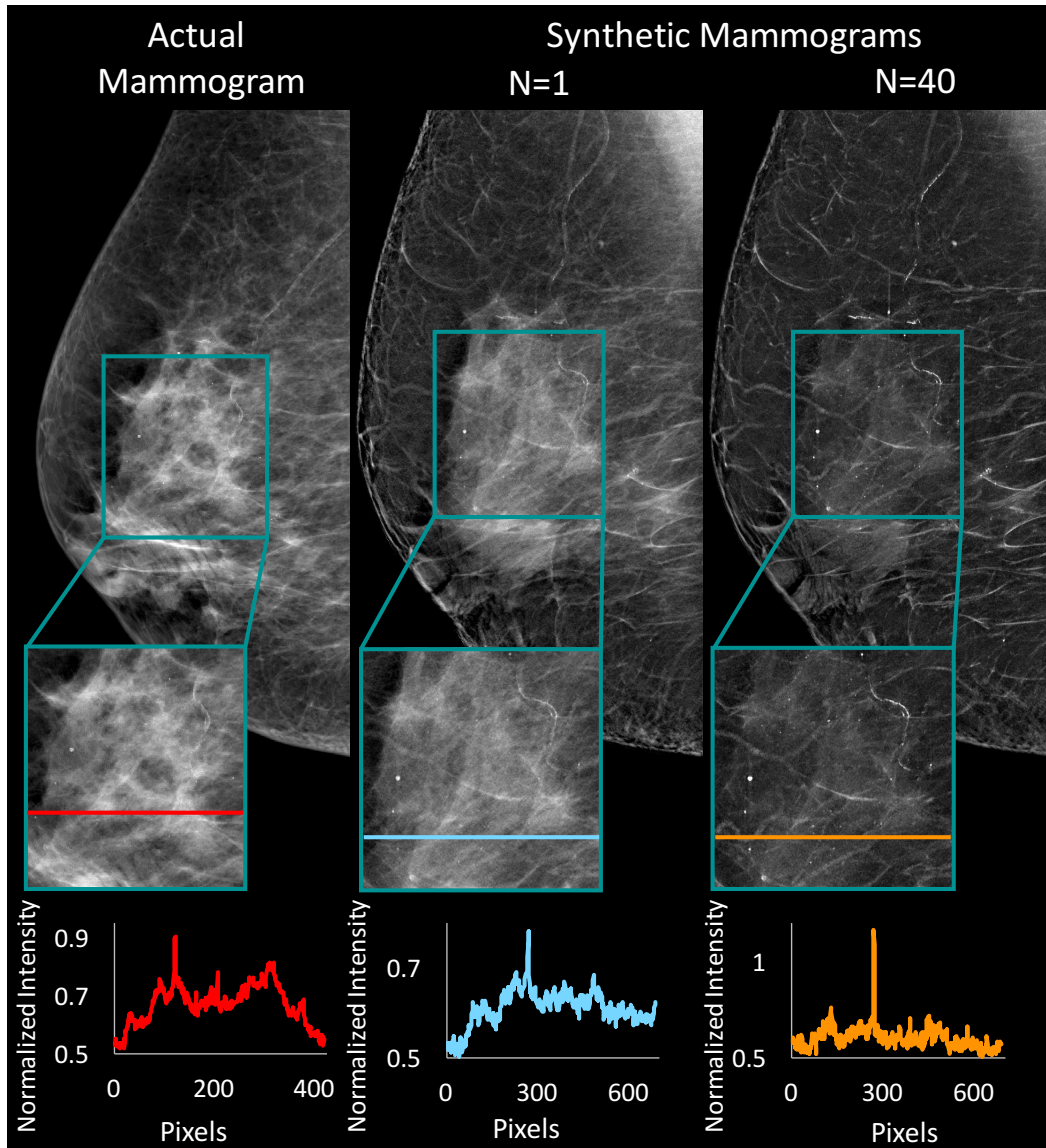 Actual
Mammogram
Synthetic Mammograms
N=1
N=40
Normalized Intensity
0.9
0.7
0.5
0
200
400
Pixels
Normalized Intensity
0.7
0.5
0
300
600
Pixels
Normalized Intensity
1
0.5
0
300
600
Pixels